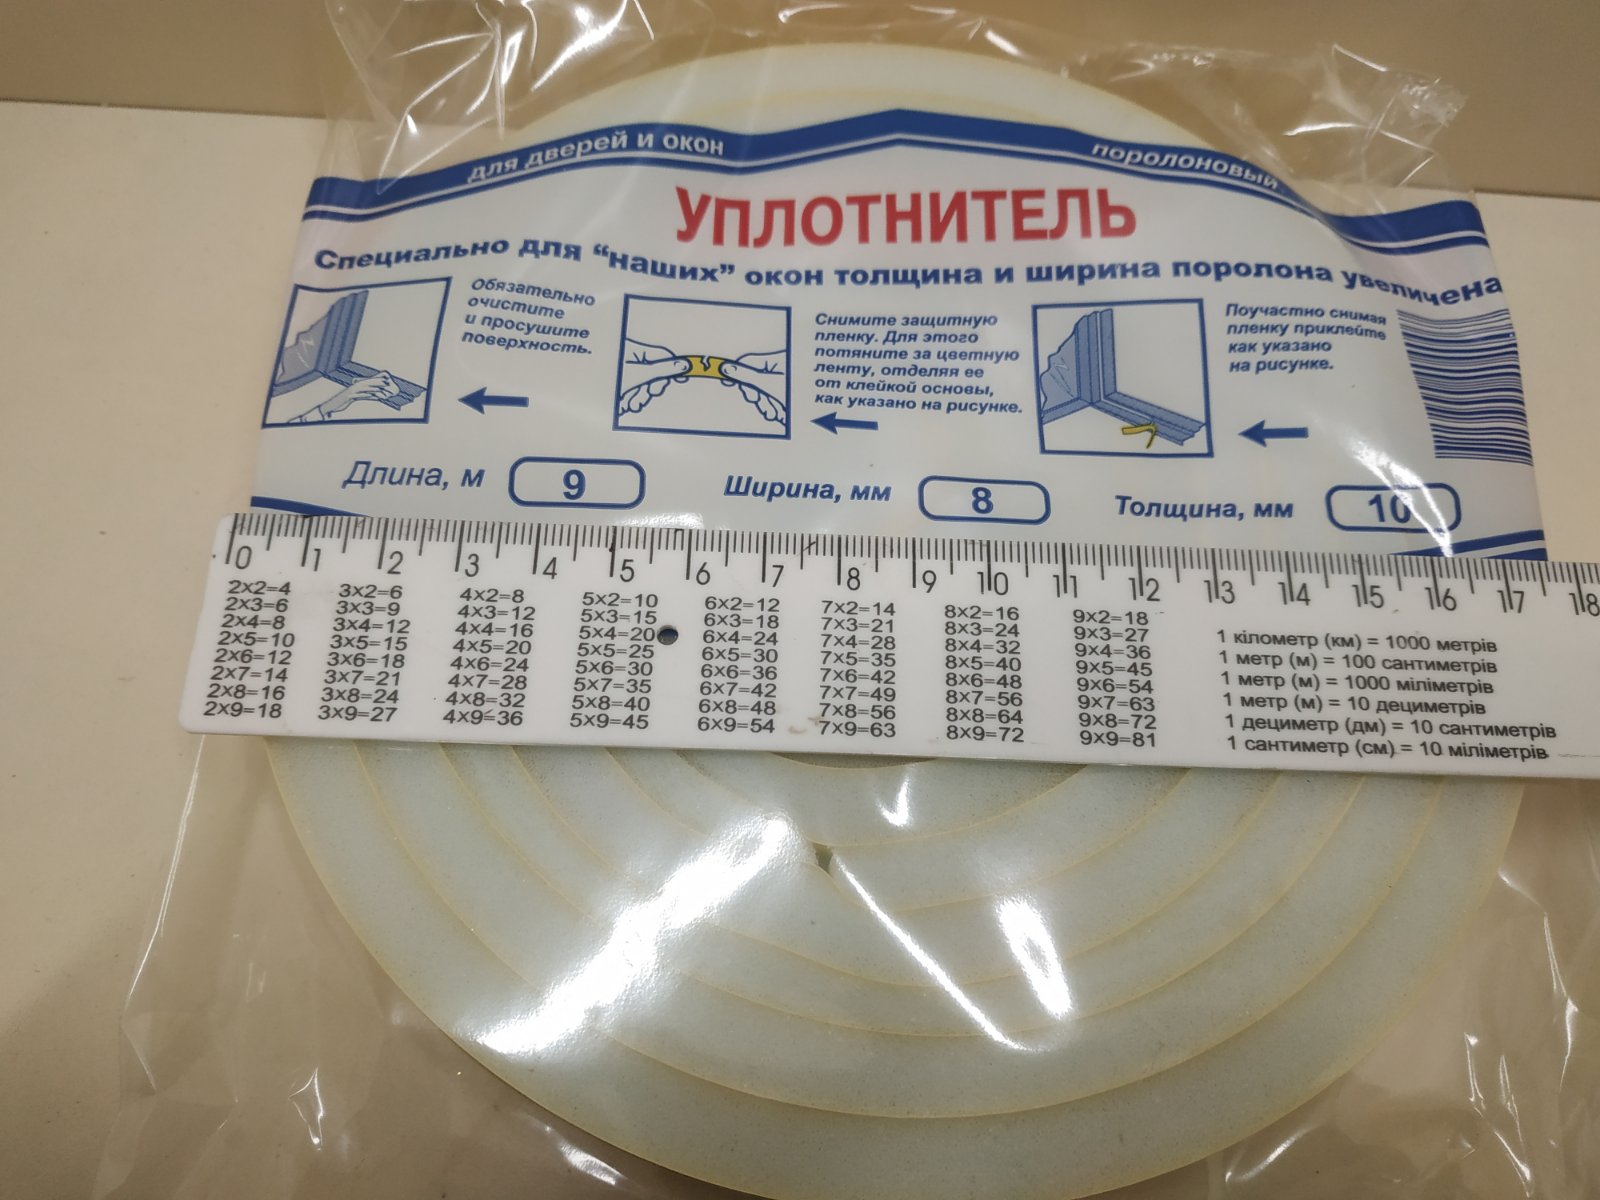 для дверей и окон
поролоновый
УПЛОТНИТЕЛЬ
Специально для “наших” окон толщина и ширина поролона увеличена
Обязательно
очистите
и просушите
поверхность.
Снимите защитную
пленку. Для этого
потяните за цветную
ленту, отделяя ее
от клейкой основы,
как указано на рисунке.
Поучастно снимая
пленку приклейте
как указано
на рисунке.
Длина, м 9
Ширина, мм 8
Толщина, мм 10
0 1 2 3 4 5 6 7 8 9 10 11 12 13 14 15 16 17 18
2×2=4
2×3=6
2×4=8
2×5=10
2×6=12
2×7=14
2×8=16
2×9=18
3×2=6
3×3=9
3×4=12
3×5=15
3×6=18
3×7=21
3×8=24
3×9=27
4×2=8
4×3=12
4×4=16
4×5=20
4×6=24
4×7=28
4×8=32
4×9=36
5×2=10
5×3=15
5×4=20
5×5=25
5×6=30
5×7=35
5×8=40
5×9=45
6×2=12
6×3=18
6×4=24
6×5=30
6×6=36
6×7=42
6×8=48
6×9=54
7×2=14
7×3=21
7×4=28
7×5=35
7×6=42
7×7=49
7×8=56
7×9=63
8×2=16
8×3=24
8×4=32
8×5=40
8×6=48
8×7=56
8×8=64
8×9=72
9×2=18
9×3=27
9×4=36
9×5=45
9×6=54
9×7=63
9×8=72
9×9=81
1 кілометр (км) = 1000 метрів
1 метр (м) = 100 сантиметрів
1 метр (м) = 1000 міліметрів
1 метр (м) = 10 дециметрів
1 дециметр (дм) = 10 сантиметрів
1 сантиметр (см) = 10 міліметрів